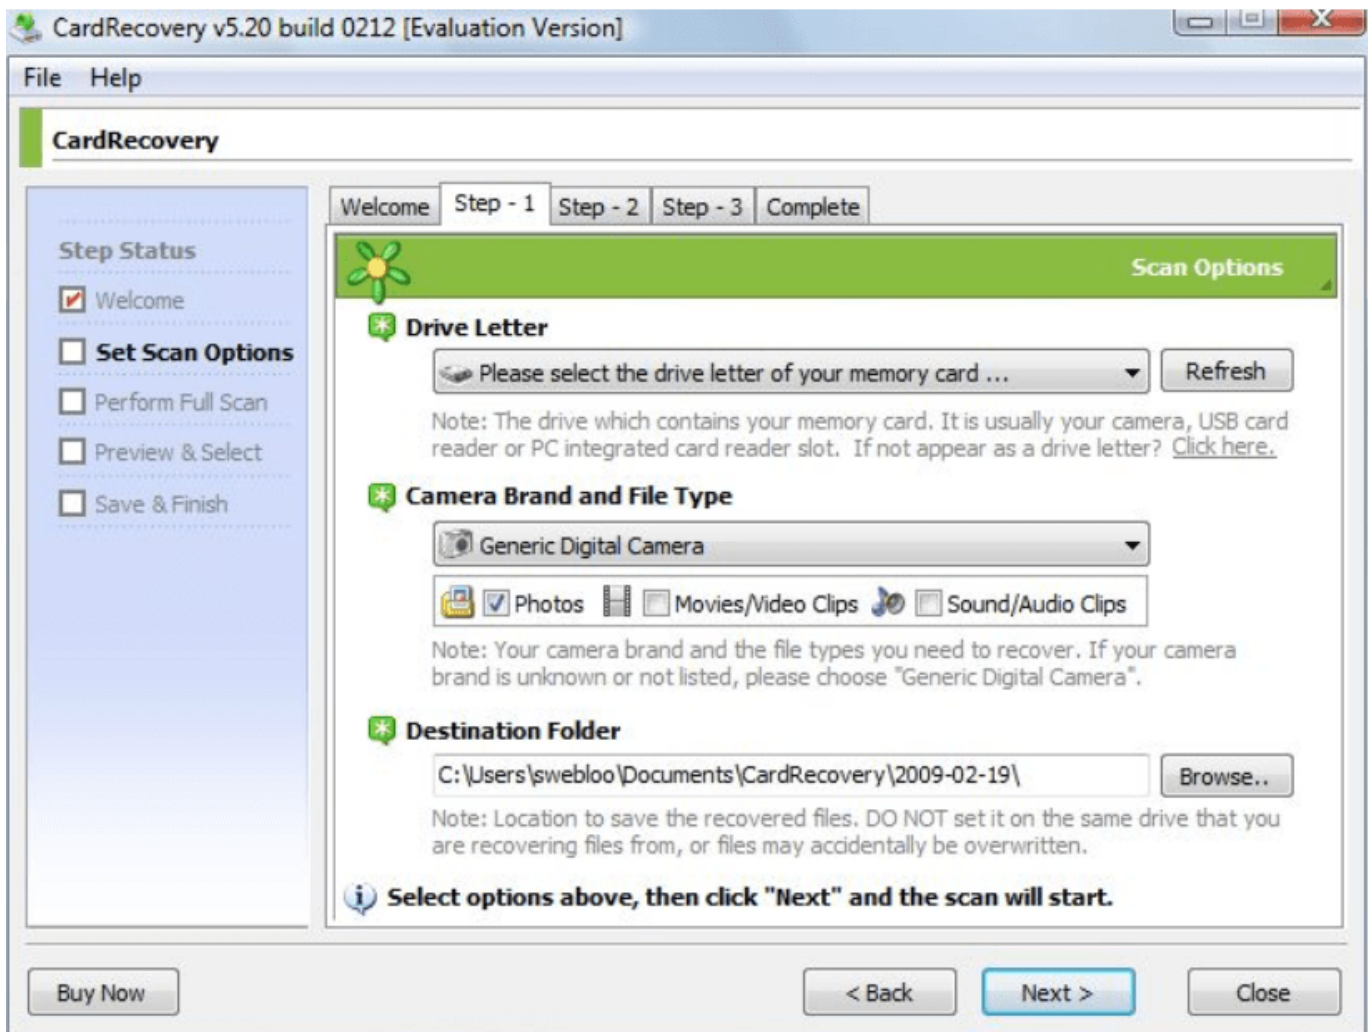 CardRecovery v5.20 build 0212 [Evaluation Version]
File Help
CardRecovery
Welcome Step - 1 Step - 2 Step - 3 Complete
Step Status
Welcome
Set Scan Options
Perform Full Scan
Preview & Select
Save & Finish
Scan Options
Drive Letter
Please select the drive letter of your memory card ... Refresh
Note: The drive which contains your memory card. It is usually your camera, USB card
reader or PC integrated card reader slot. If not appear as a drive letter? Click here.
Camera Brand and File Type
Generic Digital Camera
Photos Movies/Video Clips Sound/Audio Clips
Note: Your camera brand and the file types you need to recover. If your camera
brand is unknown or not listed, please choose "Generic Digital Camera".
Destination Folder
C:\Users\swebloo\Documents\CardRecovery\2009-02-19\ Browse..
Note: Location to save the recovered files. DO NOT set it on the same drive that you
are recovering files from, or files may accidentally be overwritten.
Select options above, then click "Next" and the scan will start.
Buy Now < Back Next > Close